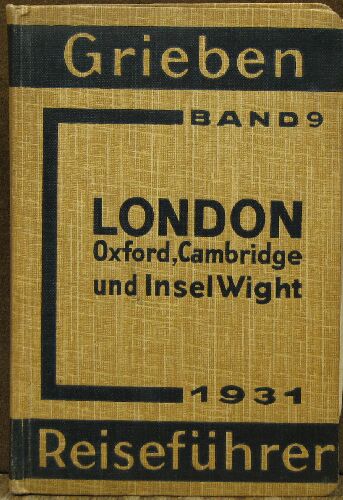 Grieben
BAND 9
LONDON
Oxford, Cambridge
und Insel Wight
1931
Reiseführer